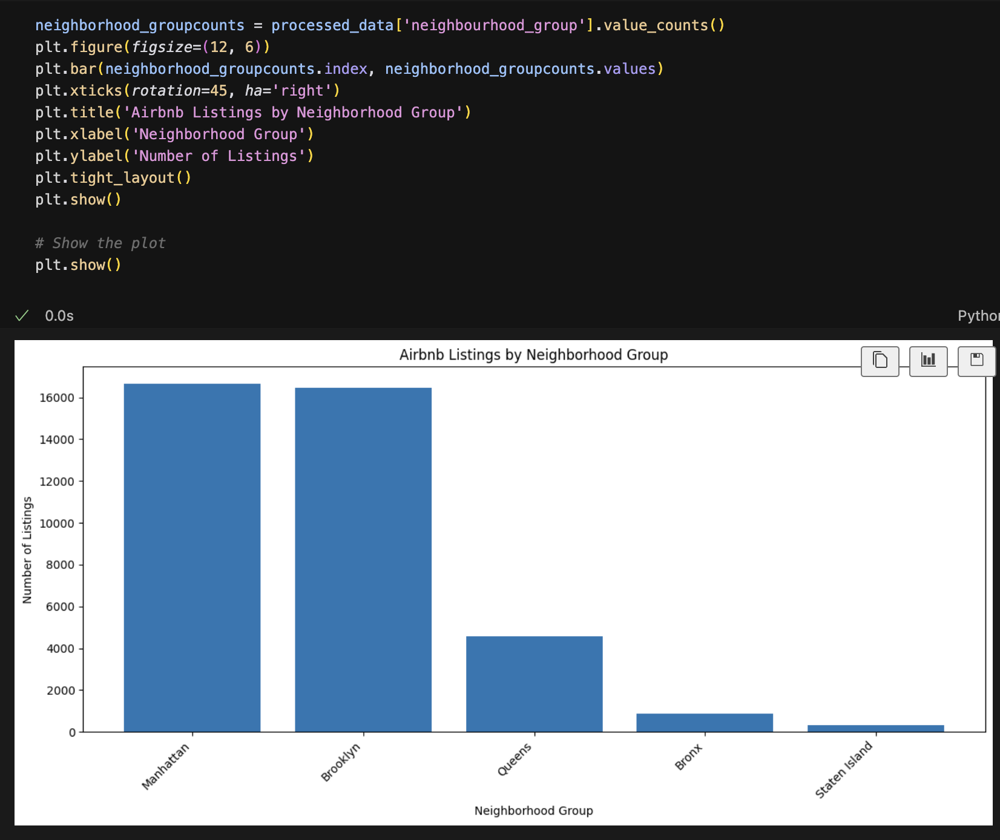 neighborhood_groupcounts = processed_data['neighbourhood_group'].value_counts()
plt.figure(figsize=(12, 6))
plt.bar(neighborhood_groupcounts.index, neighborhood_groupcounts.values)
plt.xticks(rotation=45, ha='right')
plt.title('Airbnb Listings by Neighborhood Group')
plt.xlabel('Neighborhood Group')
plt.ylabel('Number of Listings')
plt.tight_layout()
plt.show()
# Show the plot
plt.show()
0.0s
Pytho
Airbnb Listings by Neighborhood Group
16000
14000
12000
10000
8000
6000
4000
2000
0
Number of Listings
Manhattan
Brooklyn
Queens
Bronx
Staten Island
Neighborhood Group